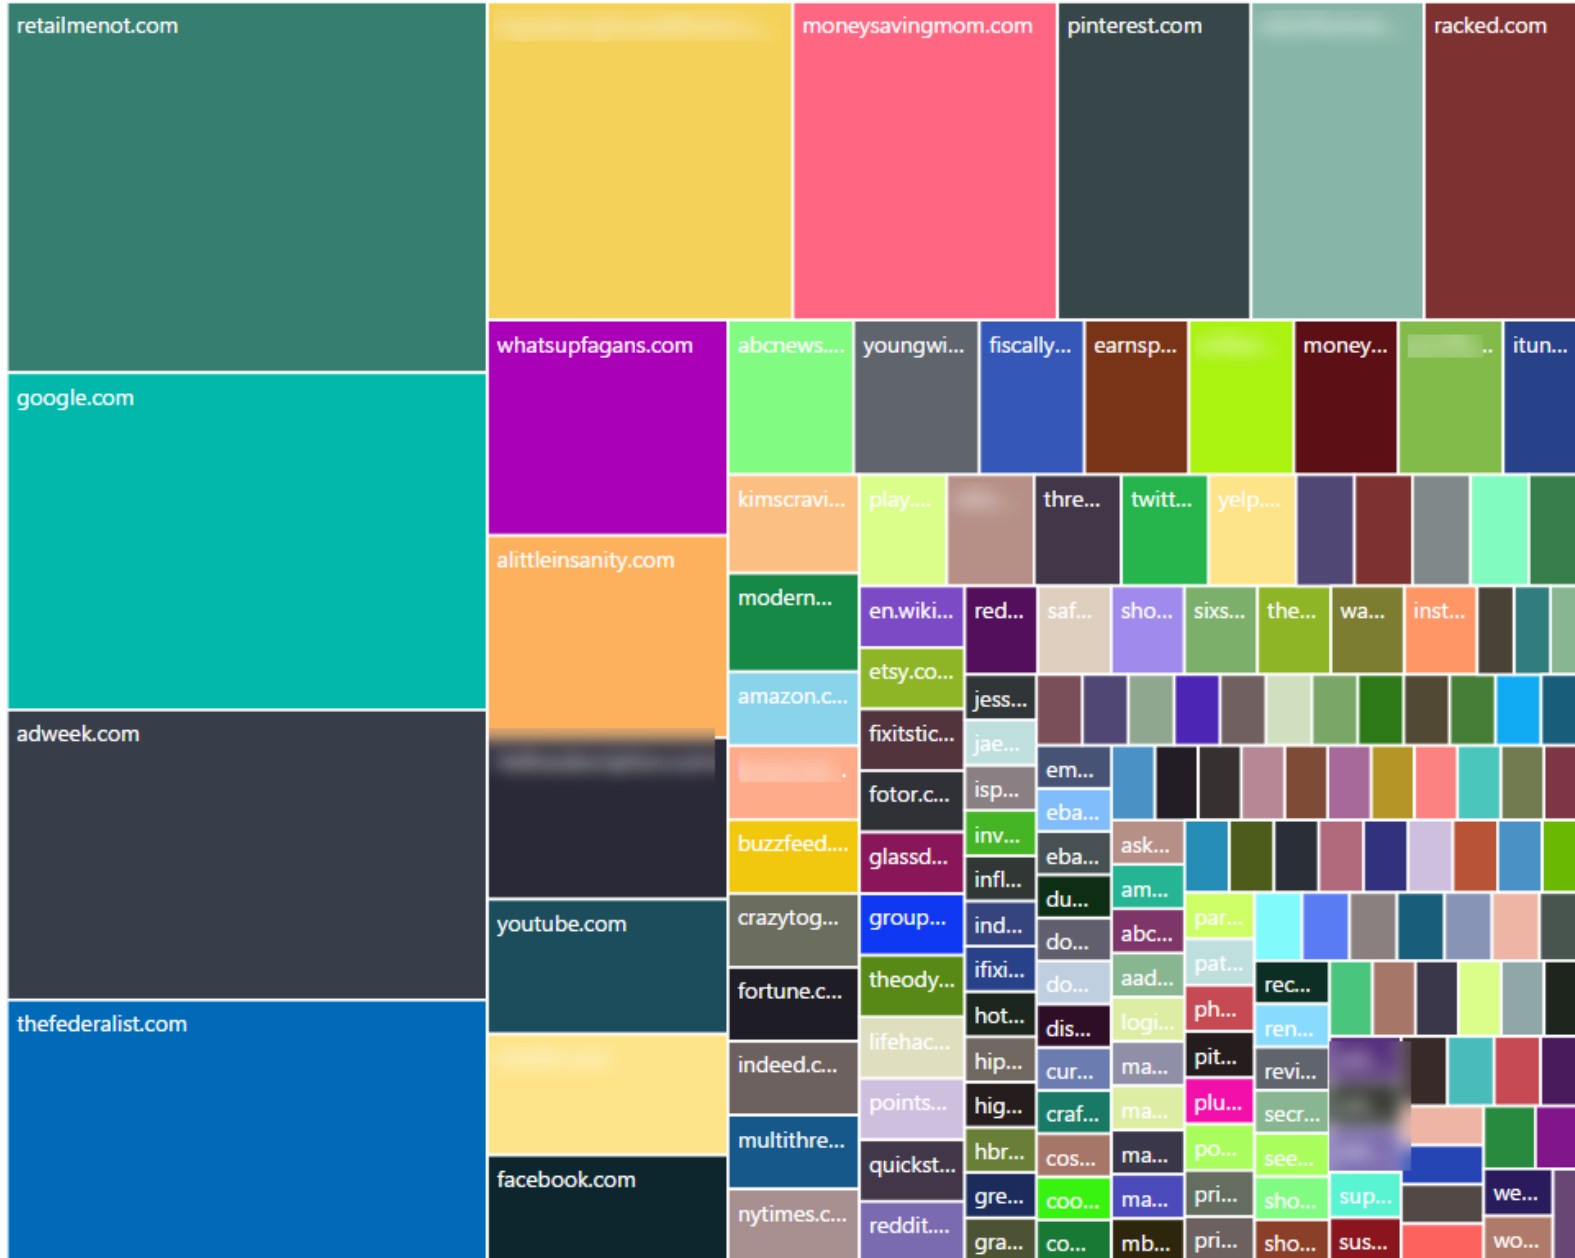 retailmenot.com
google.com
adweek.com
thefederalist.com
moneysavingmom.com
pinterest.com
racked.com
whatsupfagans.com
alittleinsanity.com
youtube.com
facebook.com
abcnews....
youngwi...
fiscally...
earnsp...
money...
itun...
kimscravi...
modern...
amazon.c...
buzzfeed....
crazytog...
fortune.c...
indeed.c...
multithre...
nytimes.c...
play....
thre...
twitt...
yelp....
en.wiki...
etsy.co...
fixitstic...
fotor.c...
glassd...
group...
theody...
lifehac...
points...
quickst...
reddit....
red...
saf...
sho...
sixs...
the...
wa...
inst...
jess...
jae...
isp...
inv...
infl...
ind...
ifixi...
hot...
hip...
hig...
hbr...
gre...
gra...
em...
eba...
eba...
du...
do...
do...
dis...
cur...
craf...
cos...
coo...
co...
ask...
am...
abc...
aad...
logi...
ma...
ma...
ma...
ma...
mb...
par...
pat...
ph...
pit...
plu...
po...
pri...
pri...
rec...
ren...
revi...
secr...
see...
sho...
sho...
sup...
sus...
we...
wo...